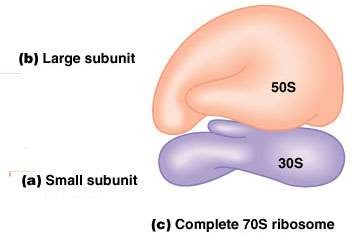 (b) Large subunit
50S
30S
(a) Small subunit
(c) Complete 70S ribosome